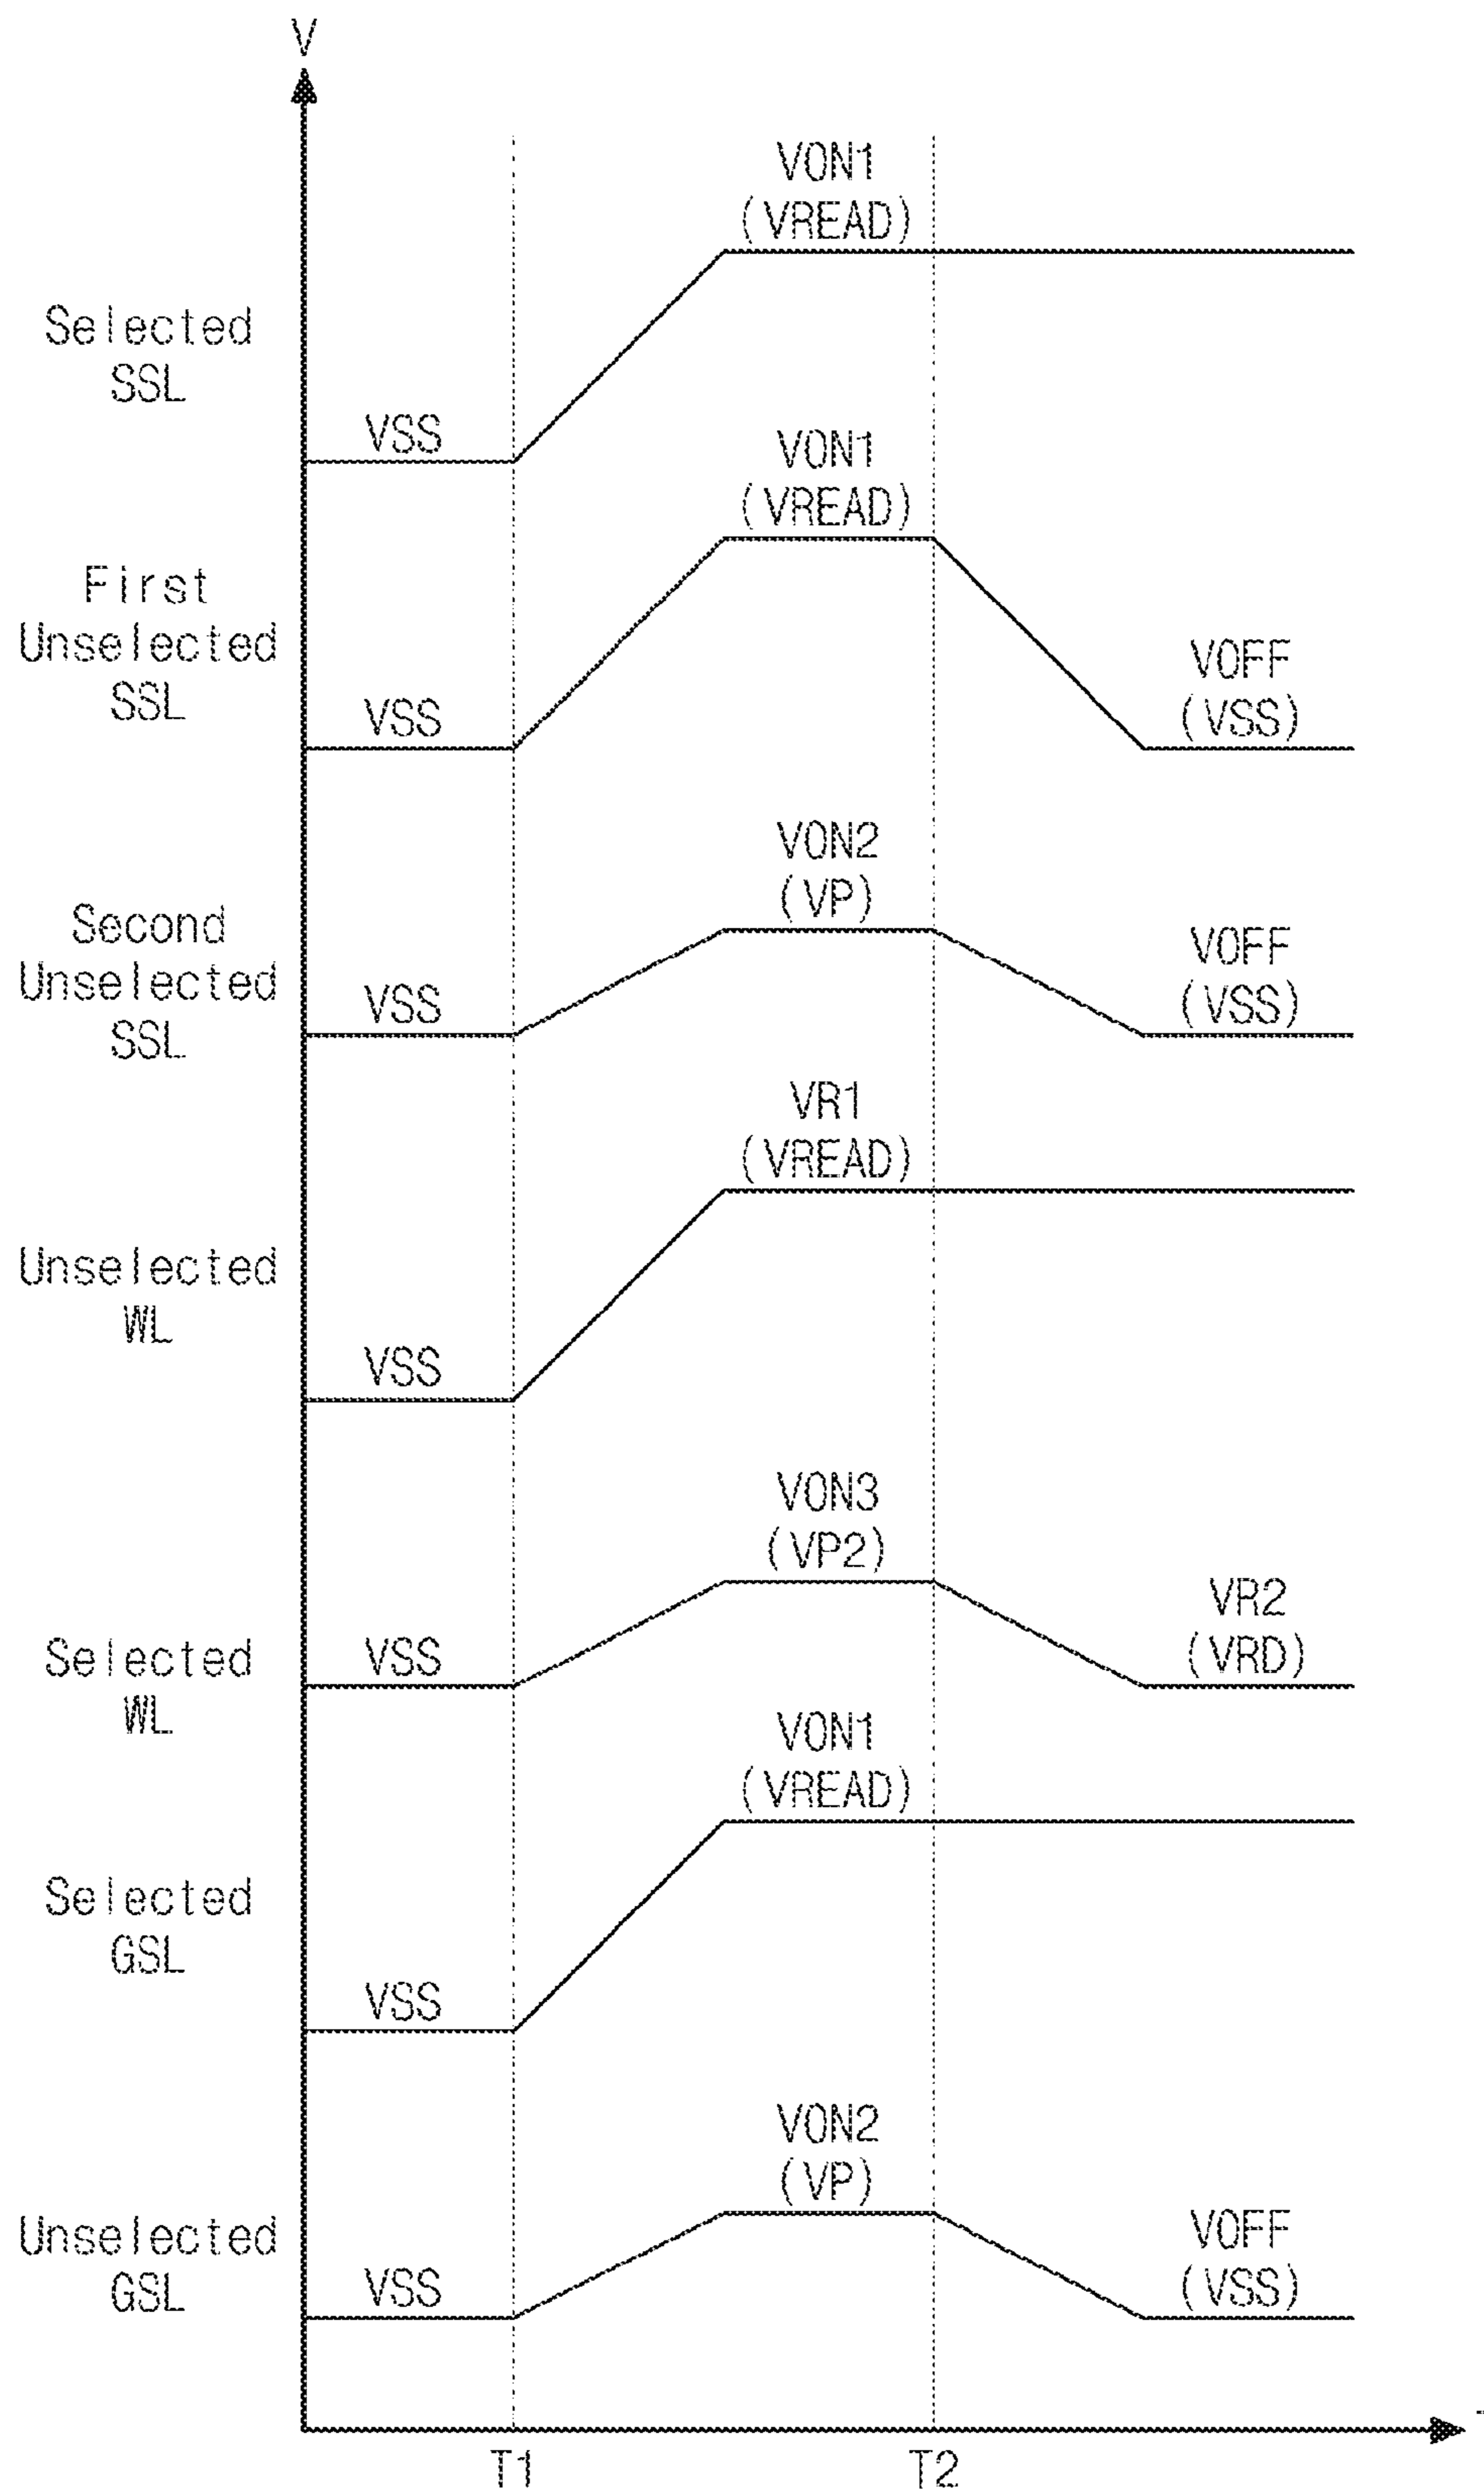 V
VON1
(VREAD)
Selected
SSL
VSS
VON1
(VREAD)
First
Unselected
SSL
VSS
VOFF
(VSS)
VON2
(VP)
Second
Unselected
SSL
VSS
VOFF
(VSS)
VR1
(VREAD)
Unselected
WL
VSS
VON3
(VP2)
Selected
WL
VSS
VR2
(VRD)
VON1
(VREAD)
Selected
GSL
VSS
VON2
(VP)
Unselected
GSL
VSS
VOFF
(VSS)
T1
T2